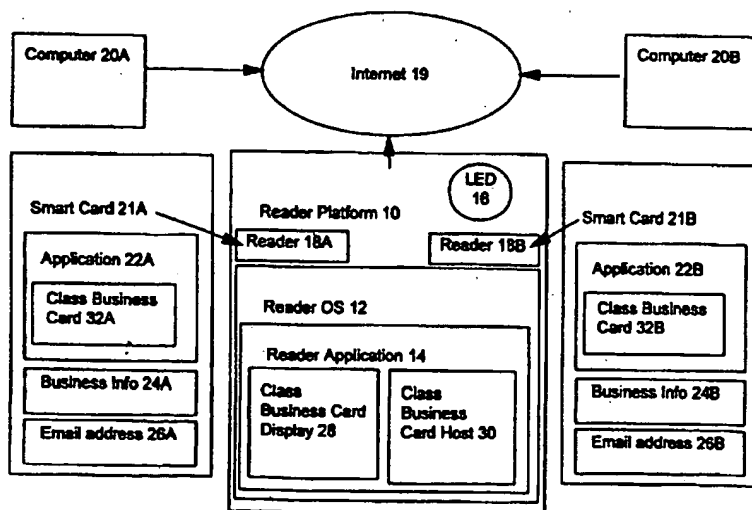 Computer 20A
Internet 19
Computer 20B
Smart Card 21A
Application 22A
Class Business
Card 32A
Business Info 24A
Email address 26A
Reader Platform 10
LED
16
Reader 18A
Reader 18B
Reader OS 12
Reader Application 14
Class
Business Card
Display 28
Class
Business
Card Host 30
Smart Card 21B
Application 22B
Class Business
Card 32B
Business Info 24B
Email address 26B